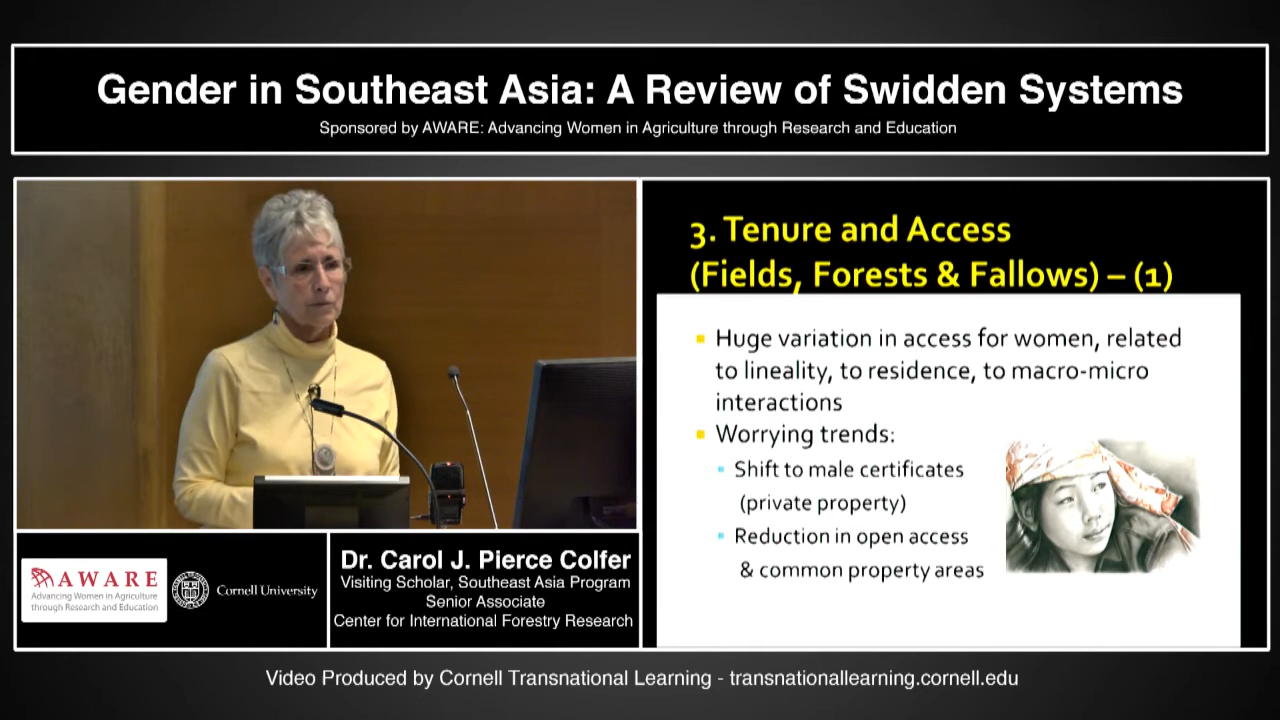 Gender in Southeast Asia: A Review of Swidden Systems
Sponsored by AWARE: Advancing Women in Agriculture through Research and Education
3. Tenure and Access
(Fields, Forests & Fallows) – (1)
Huge variation in access for women, related
to lineality, to residence, to macro-micro
interactions
Worrying trends:
Shift to male certificates
(private property)
Reduction in open access
& common property areas
AWARE
Advancing Women in Agriculture
through Research and Education
Cornell University
Dr. Carol J. Pierce Colfer
Visiting Scholar, Southeast Asia Program
Senior Associate
Center for International Forestry Research
Video Produced by Cornell Transnational Learning - transnationallearning.cornell.edu